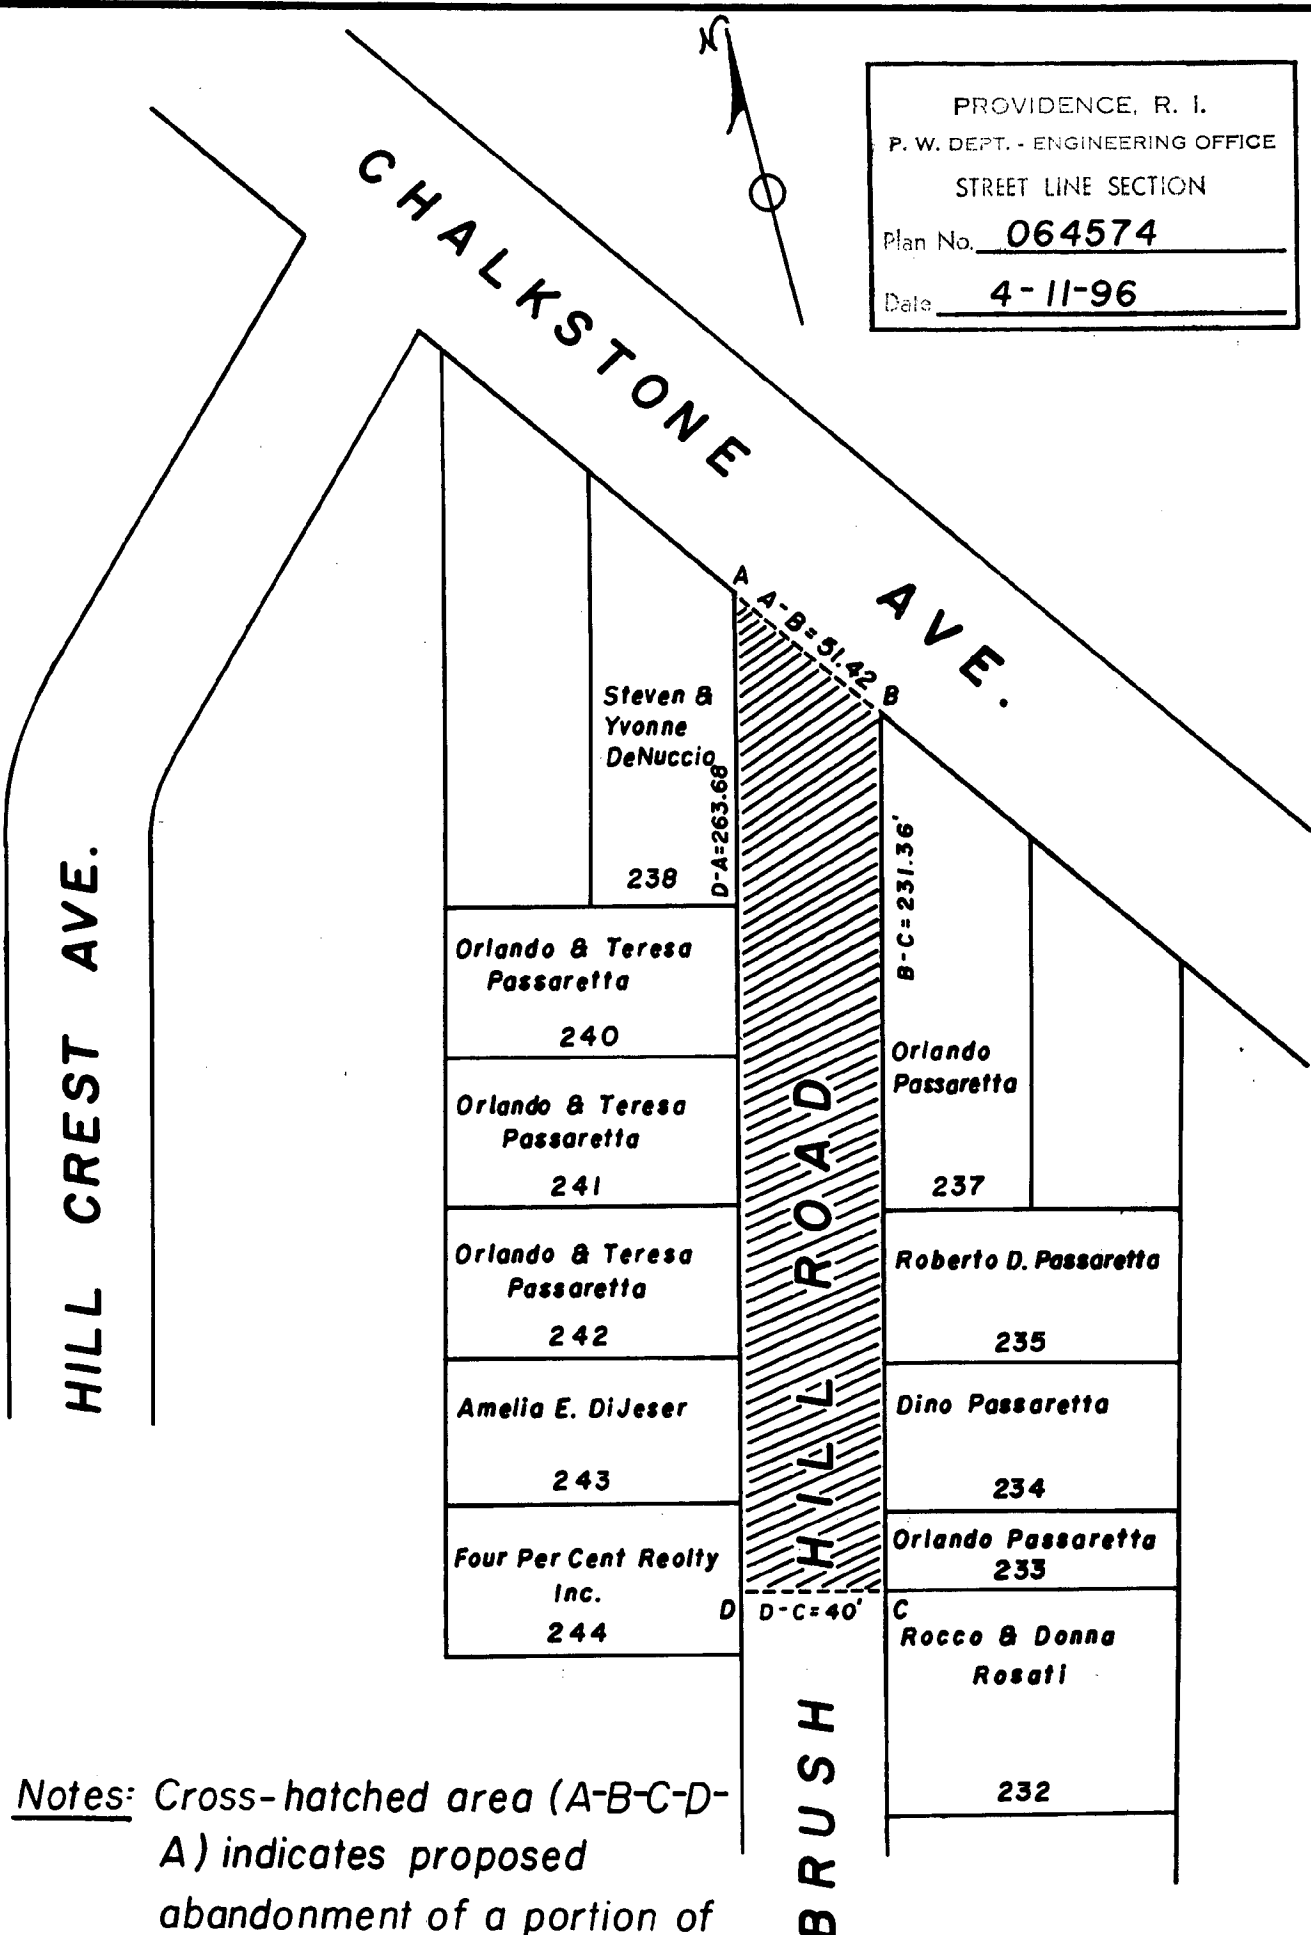 N
PROVIDENCE, R. I.
P. W. DEPT. - ENGINEERING OFFICE
STREET LINE SECTION
Plan No. 064574
Date 4-11-96
CHALKSTONE AVE.
A
A-B=51.42
B
Steven &
Yvonne
DeNuccio
238
D-A=263.68
B-C=231.36'
HILL CREST AVE.
Orlando & Teresa
Passaretta
240
Orlando
Passaretta
237
Orlando & Teresa
Passaretta
241
Orlando & Teresa
Passaretta
242
Roberto D. Passaretta
235
Amelia E. DiJeser
243
Dino Passaretta
234
Four Per Cent Reolty
Inc.
244
Orlando Passaretta
233
D
D-C=40'
C
Rocco & Donna
Rosati
232
BRUSH HILL ROAD
Notes: Cross-hatched area (A-B-C-D-
A) indicates proposed
abandonment of a portion of